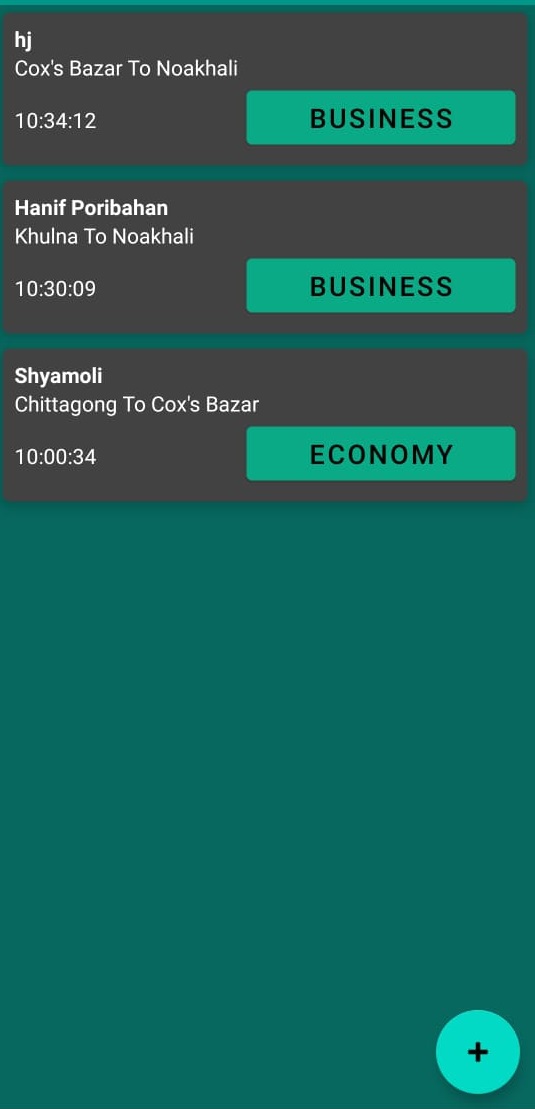 hj
Cox's Bazar To Noakhali
10:34:12
BUSINESS
Hanif Poribahan
Khulna To Noakhali
10:30:09
BUSINESS
Shyamoli
Chittagong To Cox's Bazar
10:00:34
ECONOMY
+